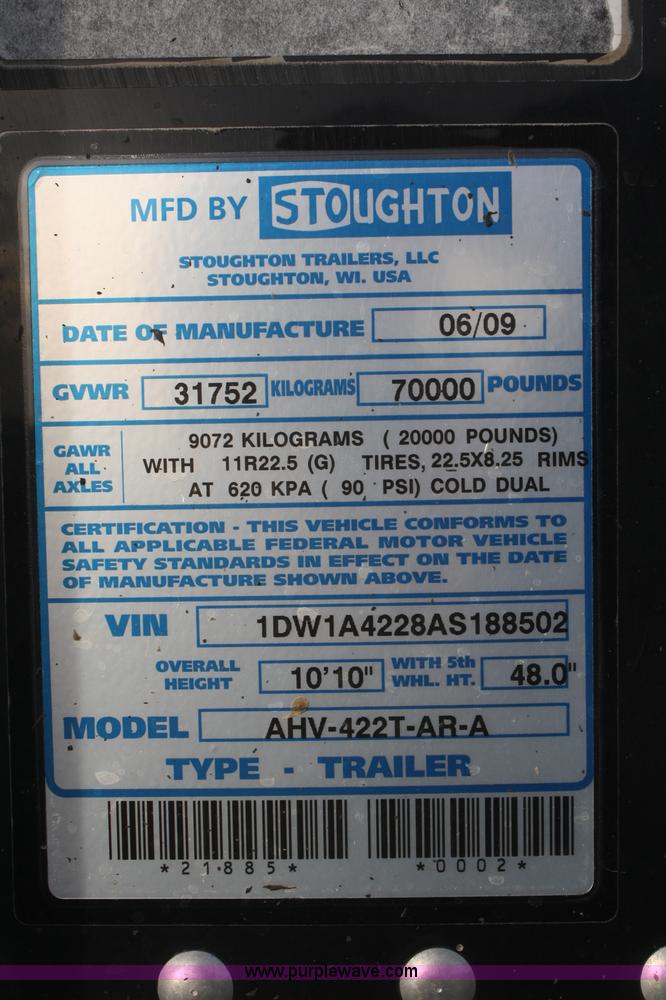 MFD BY STOUGHTON
STOUGHTON TRAILERS, LLC
STOUGHTON, WI. USA
DATE OF MANUFACTURE 06/09
GVWR 31752 KILOGRAMS 70000 POUNDS
GAWR ALL AXLES
9072 KILOGRAMS ( 20000 POUNDS)
WITH 11R22.5 (G) TIRES, 22.5X8.25 RIMS
AT 620 KPA ( 90 PSI) COLD DUAL
CERTIFICATION - THIS VEHICLE CONFORMS TO
ALL APPLICABLE FEDERAL MOTOR VEHICLE
SAFETY STANDARDS IN EFFECT ON THE DATE
OF MANUFACTURE SHOWN ABOVE.
VIN 1DW1A4228AS188502
OVERALL HEIGHT 10'10" WITH 5th WHL. HT. 48.0"
MODEL AHV-422T-AR-A
TYPE - TRAILER
*21885* *0002*
www.purplewave.com